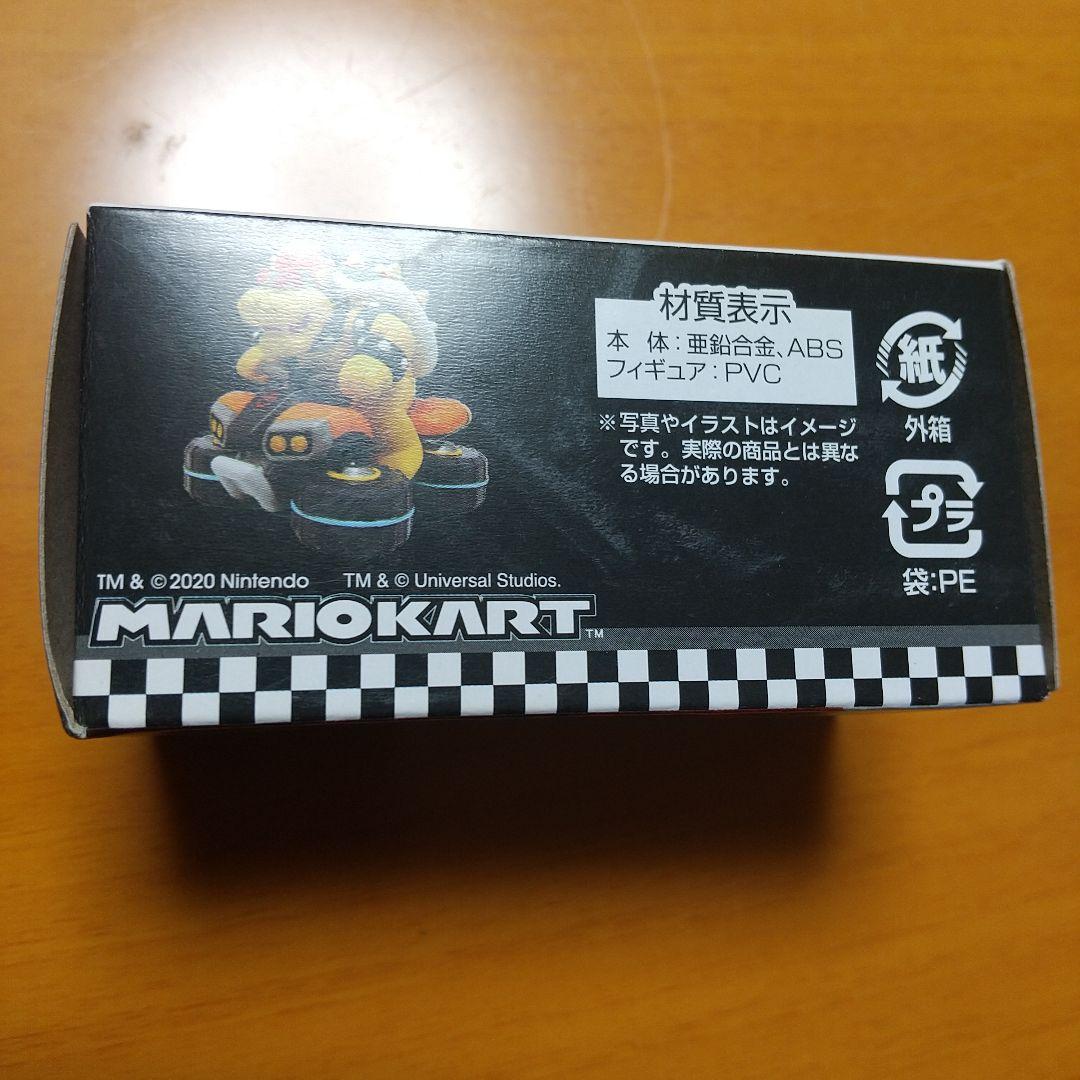 材質表示
本 体:亜鉛合金、ABS
フィギュア:PVC
※写真やイラストはイメージ
です。実際の商品とは異な
る場合があります。
紙
外箱
プラ
袋:PE
TM & © 2020 Nintendo TM & © Universal Studios.
MARIOKART TM